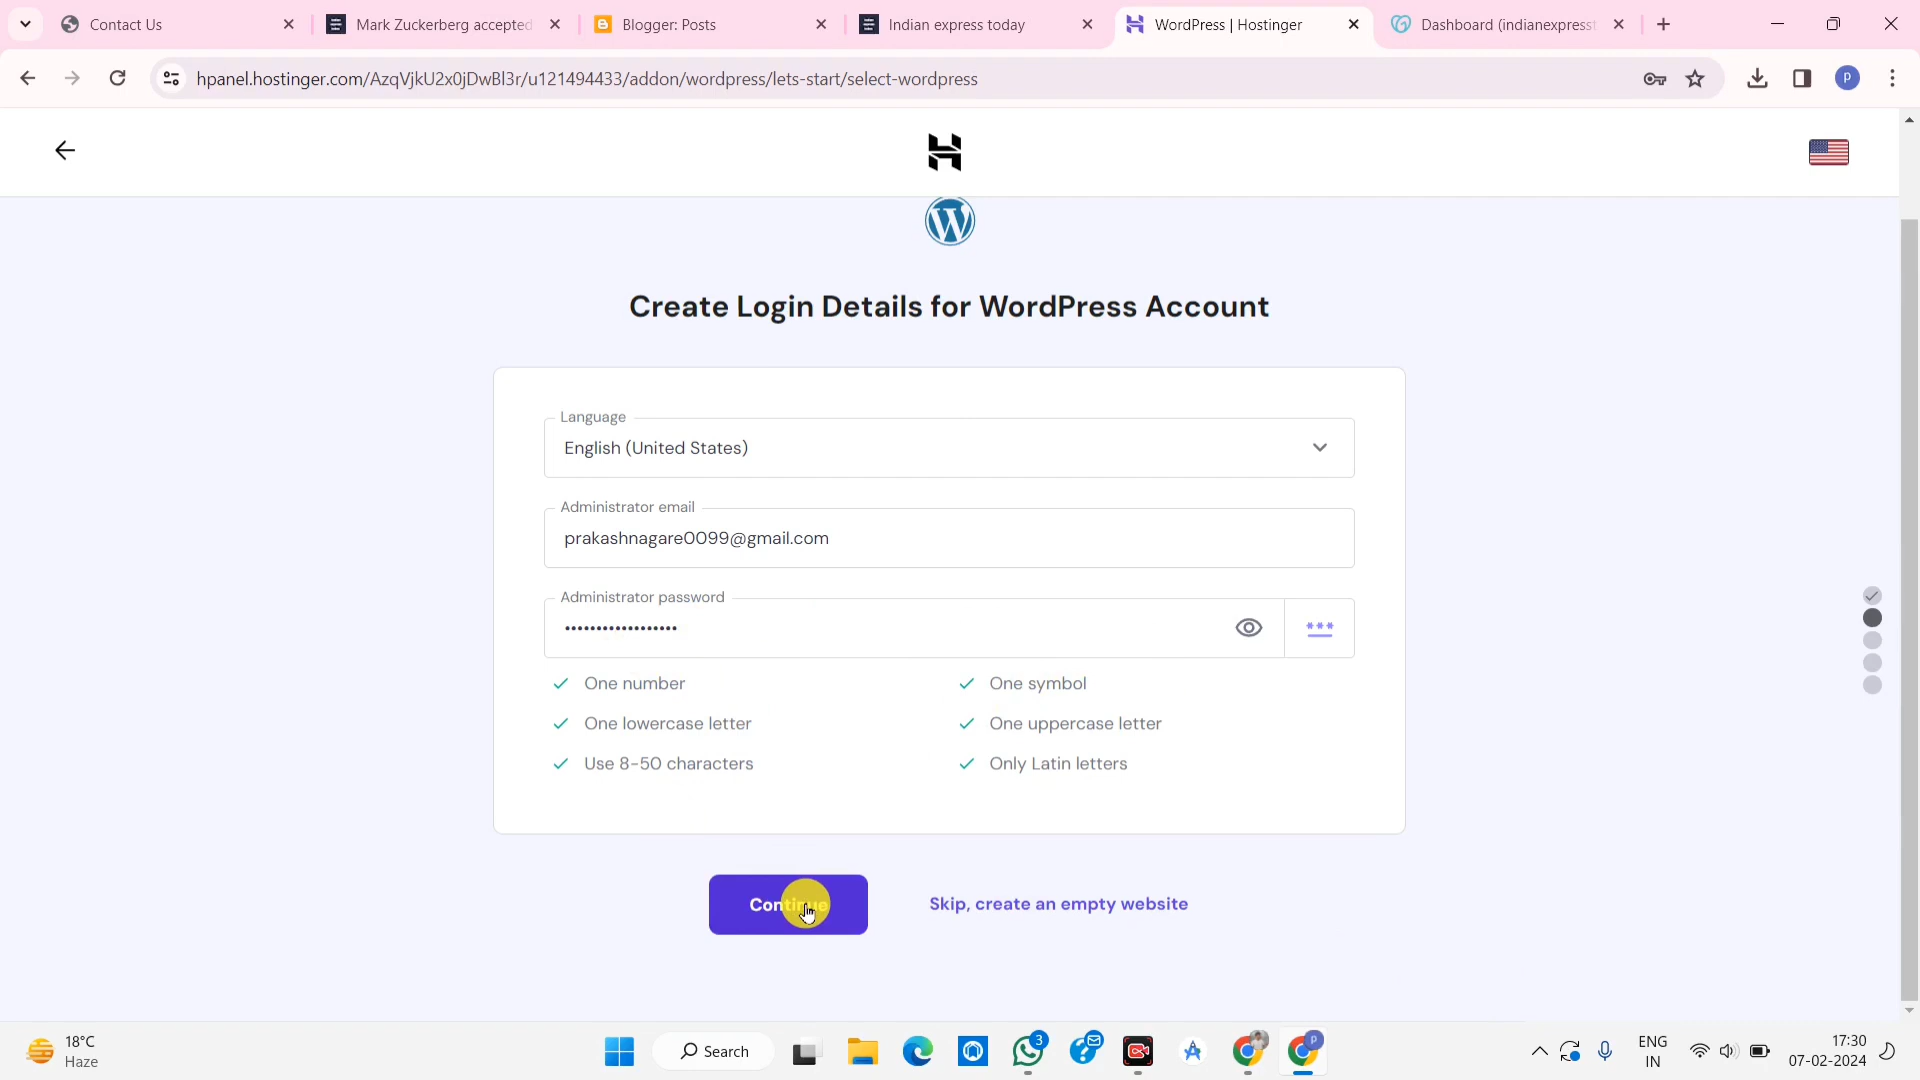 Contact Us
Mark Zuckerberg accepted
Blogger: Posts
Indian express today
WordPress | Hostinger
Dashboard (indianexpresst
hpanel.hostinger.com/AzqVjkU2x0jDwBl3r/u121494433/addon/wordpress/lets-start/select-wordpress
P
Create Login Details for WordPress Account
Language
English (United States)
Administrator email
prakashnagare0099@gmail.com
Administrator password
••••••••••••••••••
One number
One symbol
One lowercase letter
One uppercase letter
Use 8-50 characters
Only Latin letters
Continue
Skip, create an empty website
18°C
Haze
Search
3
P
ENG
IN
17:30
07-02-2024